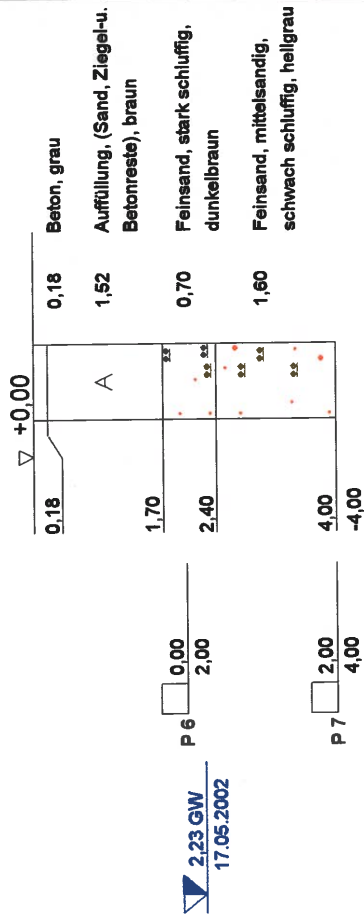 +0,00
0,18
0,18 Beton, grau
A
1,52 Auffüllung, (Sand, Ziegel-u.
Betonreste), braun
1,70
0,70 Feinsand, stark schluffig,
dunkelbraun
2,40
1,60 Feinsand, mittelsandig,
schwach schluffig, hellgrau
4,00
-4,00
P 6
0,00
2,00
2,23 GW
17.05.2002
P 7
2,00
4,00